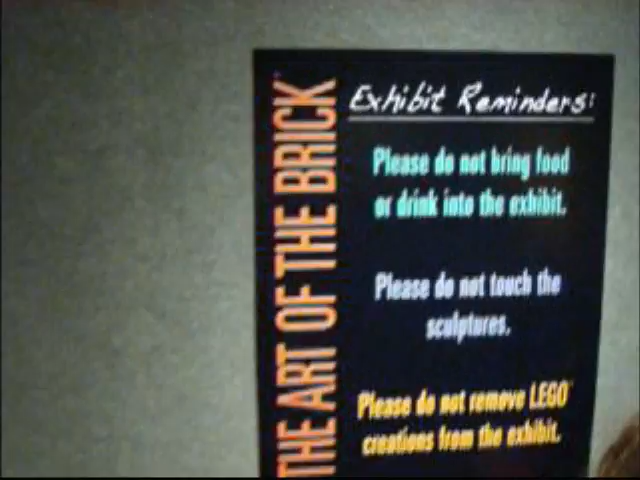 THE ART OF THE BRICK
Exhibit Reminders:
Please do not bring food
or drink into the exhibit.
Please do not touch the
sculptures.
Please do not remove LEGO
creations from the exhibit.